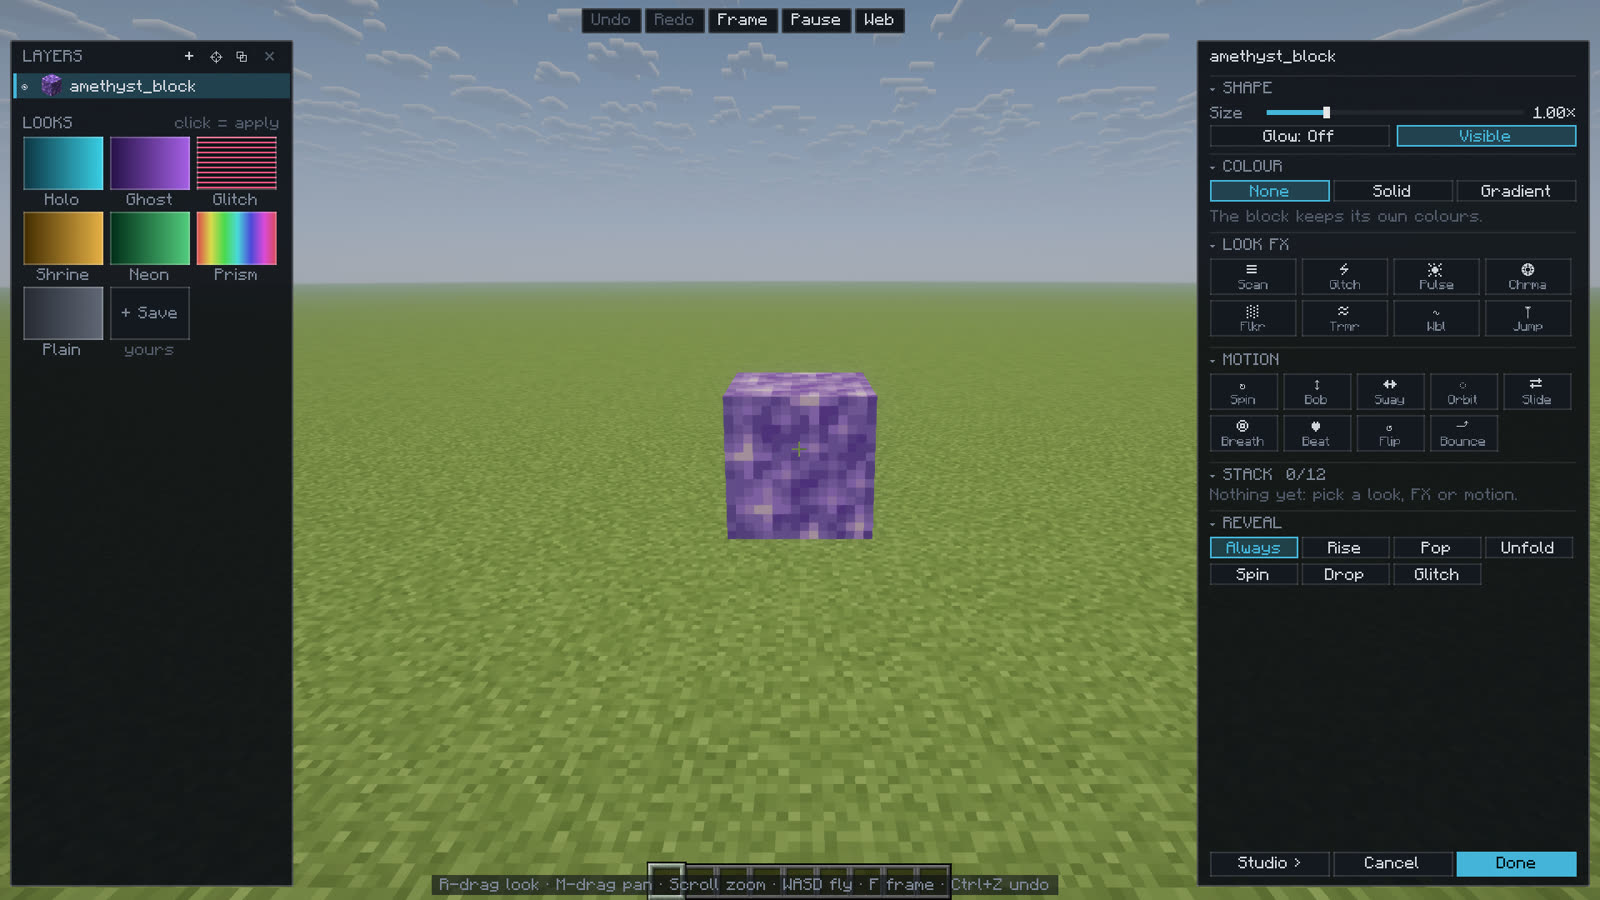 Undo Redo Frame Pause Web
LAYERS
amethyst_block
LOOKS click = apply
Holo Ghost Glitch
Shrine Neon Prism
+ Save
Plain yours
amethyst_block
SHAPE
Size 1.00x
Glow: Off Visible
COLOUR
None Solid Gradient
The block keeps its own colours.
LOOK FX
Scan Gltch Pulse Chrma
Flkr Trmr Wbl Jump
MOTION
Spin Bob Sway Orbit Slide
Breath Beat Flip Bounce
STACK 0/12
Nothing yet: pick a look, FX or motion.
REVEAL
Always Rise Pop Unfold
Spin Drop Glitch
Studio > Cancel Done
R-drag look · M-drag pan · Scroll zoom · WASD fly · F frame · Ctrl+Z undo